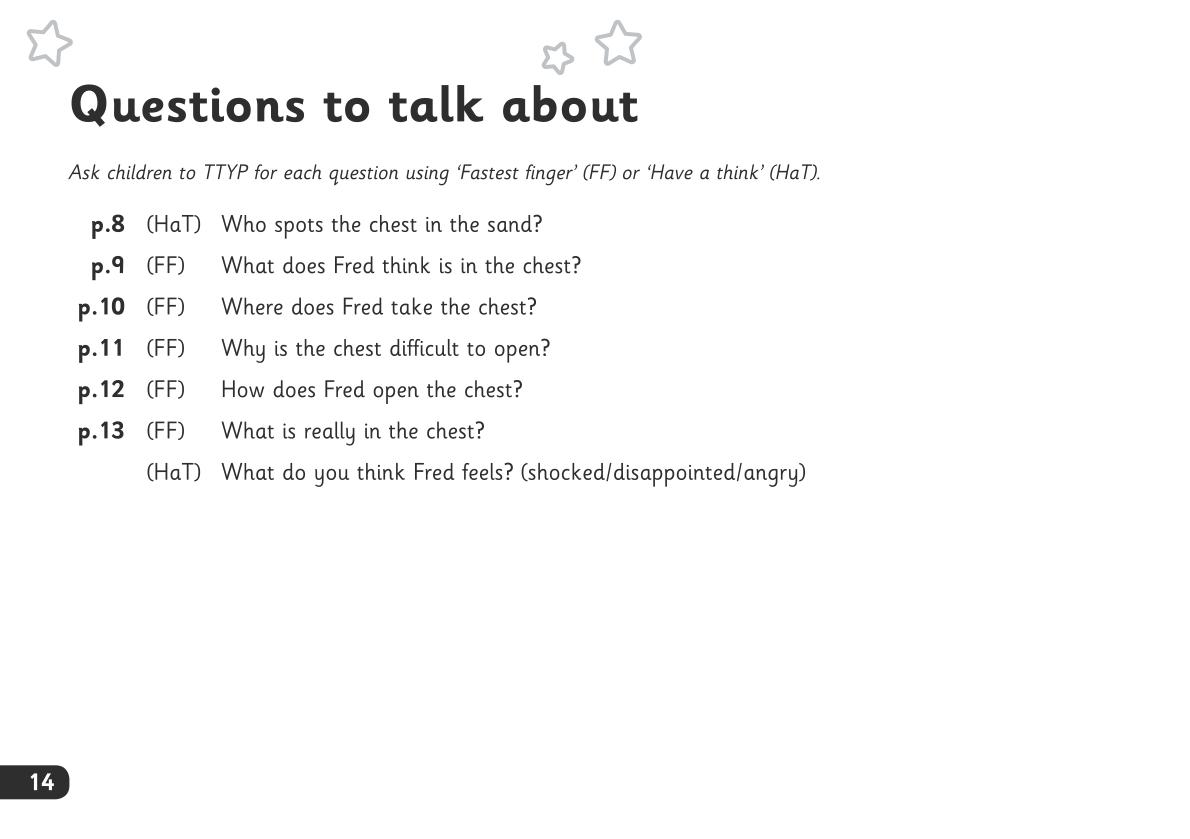 Questions to talk about
Ask children to TTYP for each question using ‘Fastest finger’ (FF) or ‘Have a think’ (HaT).
p.8 (HaT) Who spots the chest in the sand?
p.9 (FF) What does Fred think is in the chest?
p.10 (FF) Where does Fred take the chest?
p.11 (FF) Why is the chest difficult to open?
p.12 (FF) How does Fred open the chest?
p.13 (FF) What is really in the chest?
(HaT) What do you think Fred feels? (shocked/disappointed/angry)
14